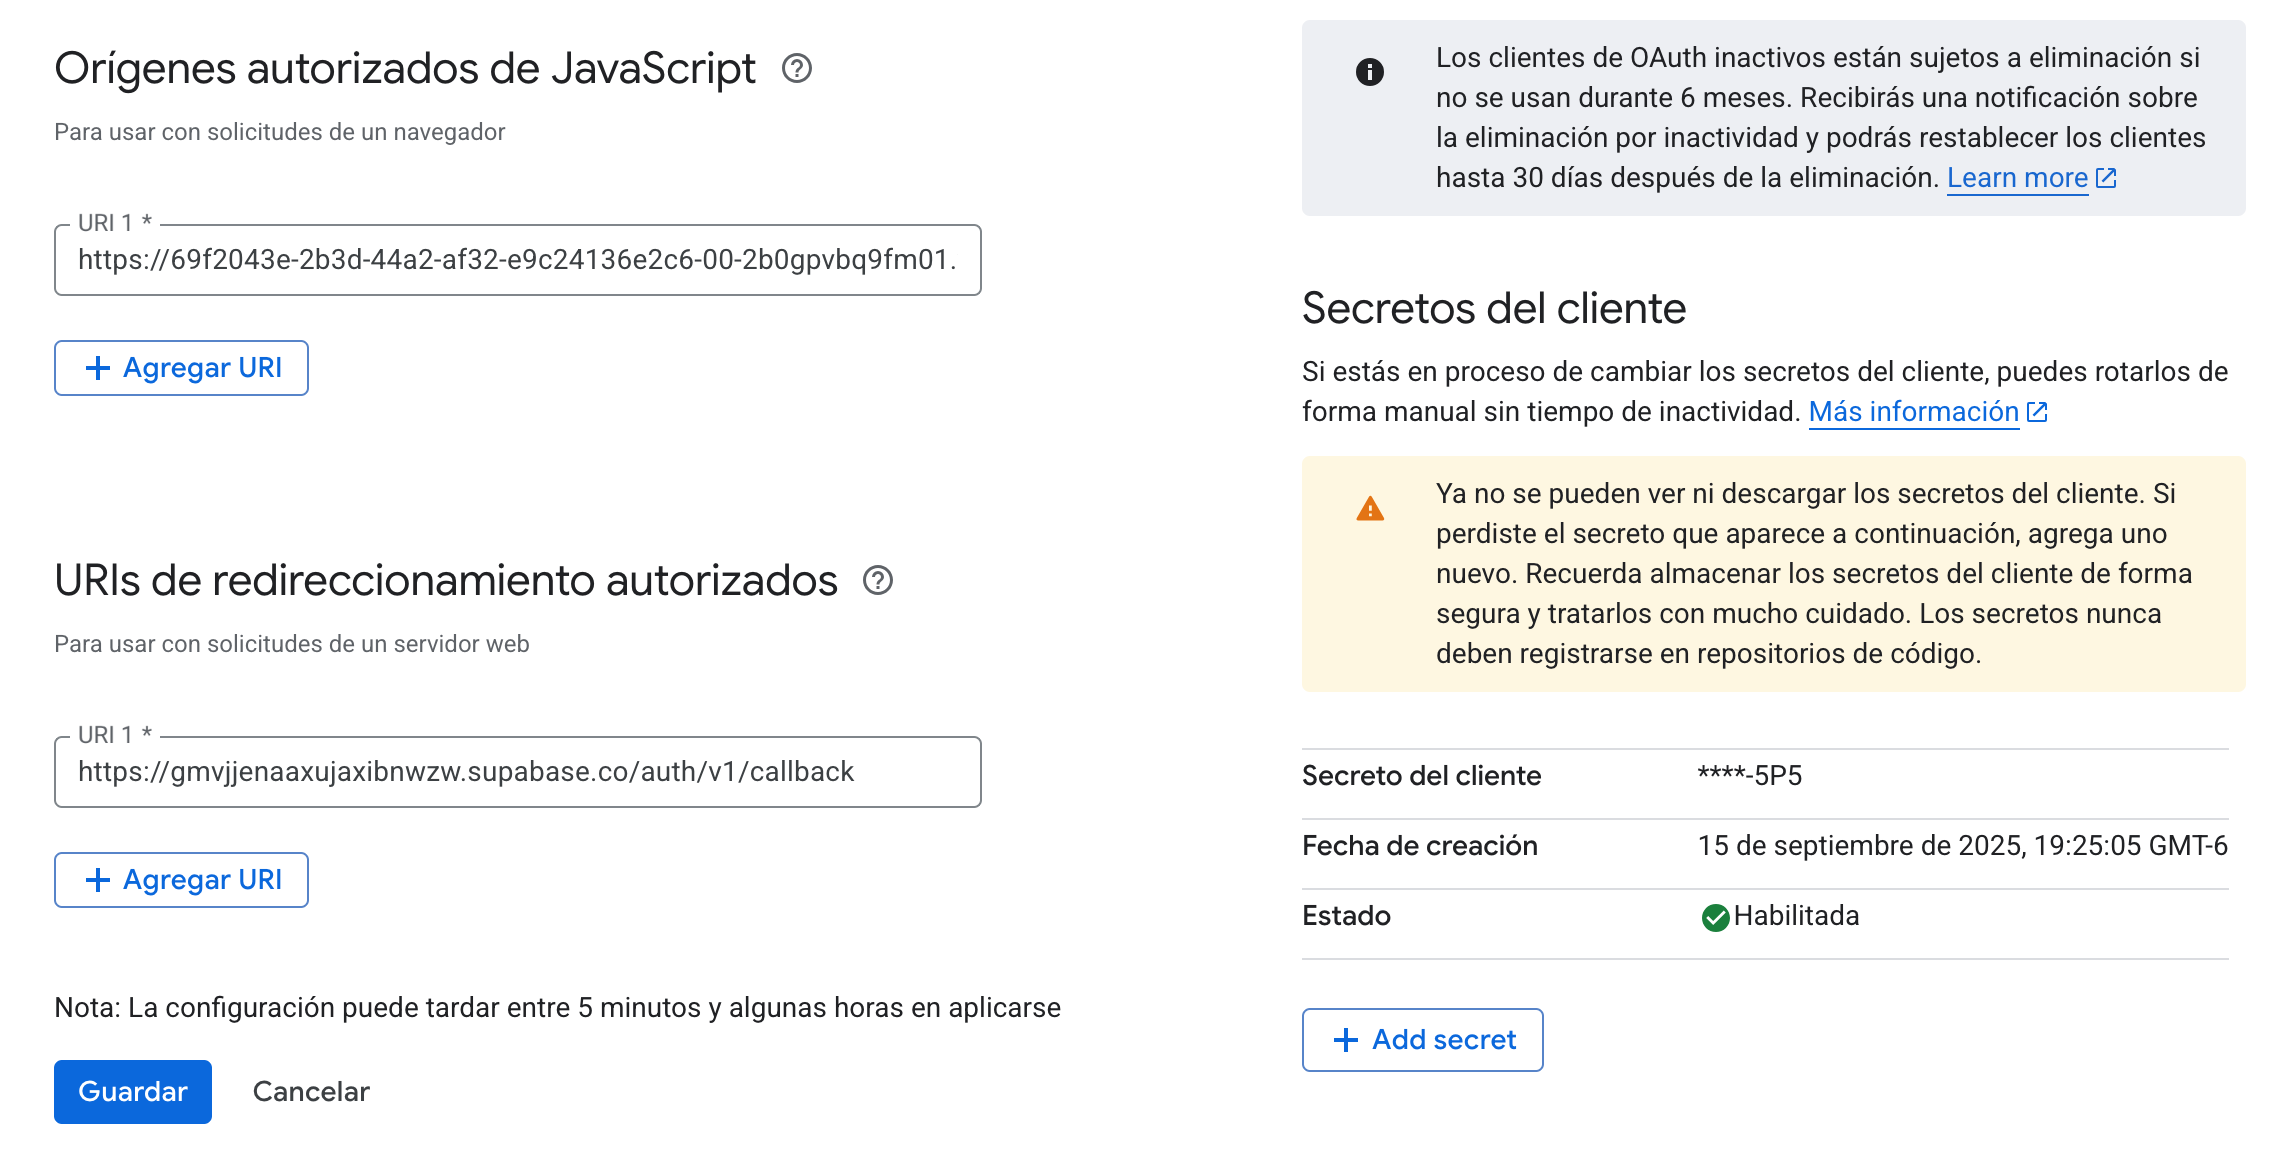 Orígenes autorizados de JavaScript
Para usar con solicitudes de un navegador
URI 1 *
https://69f2043e-2b3d-44a2-af32-e9c24136e2c6-00-2b0gpvbq9fm01.
Agregar URI
URIs de redireccionamiento autorizados
Para usar con solicitudes de un servidor web
URI 1 *
https://gmvjjenaaxujaxibnwzw.supabase.co/auth/v1/callback
Agregar URI
Nota: La configuración puede tardar entre 5 minutos y algunas horas en aplicarse
Guardar
Cancelar
Los clientes de OAuth inactivos están sujetos a eliminación si
no se usan durante 6 meses. Recibirás una notificación sobre
la eliminación por inactividad y podrás restablecer los clientes
hasta 30 días después de la eliminación. Learn more
Secretos del cliente
Si estás en proceso de cambiar los secretos del cliente, puedes rotarlos de
forma manual sin tiempo de inactividad. Más información
Ya no se pueden ver ni descargar los secretos del cliente. Si
perdiste el secreto que aparece a continuación, agrega uno
nuevo. Recuerda almacenar los secretos del cliente de forma
segura y tratarlos con mucho cuidado. Los secretos nunca
deben registrarse en repositorios de código.
Secreto del cliente ****-5P5
Fecha de creación 15 de septiembre de 2025, 19:25:05 GMT-6
Estado Habilitada
Add secret